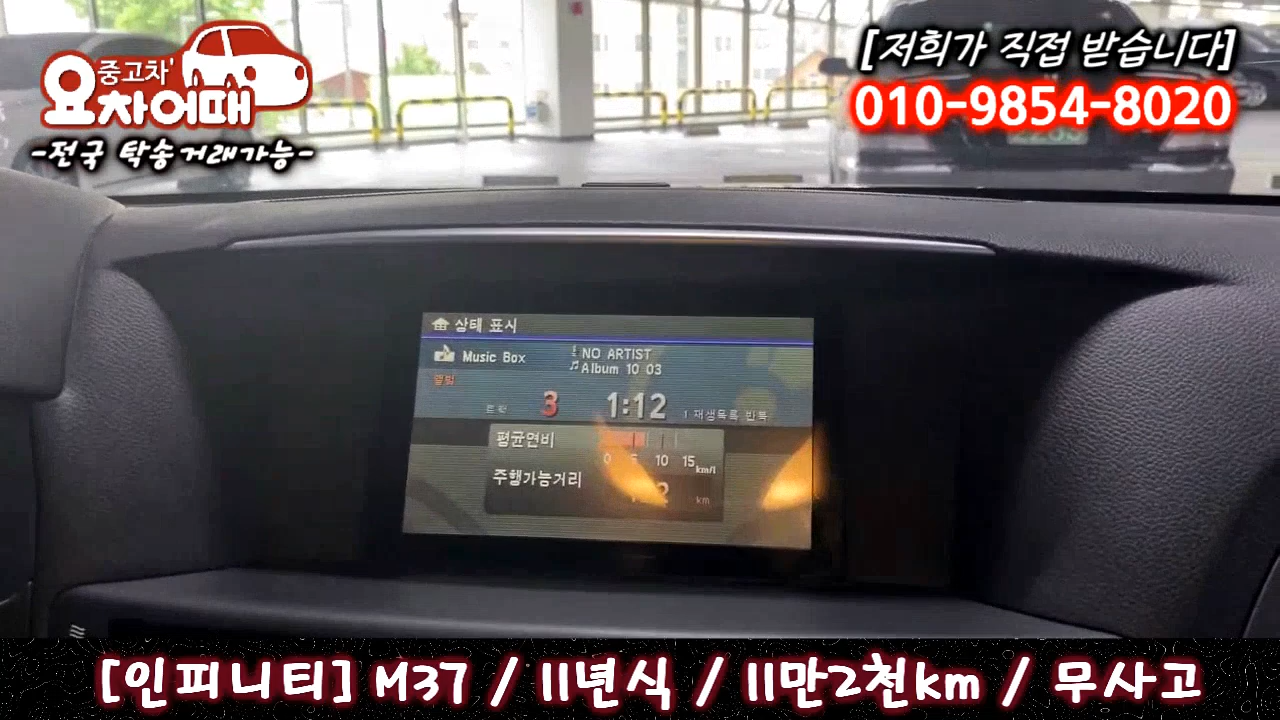 중고차'
요차어때
-전국 탁송거래가능-
[저희가 직접 받습니다]
010-9854-8020
상태 표시
Music Box
NO ARTIST
Album 10 03
앨범
트랙 3 1:12 1 재생목록 반복
평균연비
0 5 10 15 km/l
주행가능거리
km
[인피니티] M37 / 11년식 / 11만2천km / 무사고